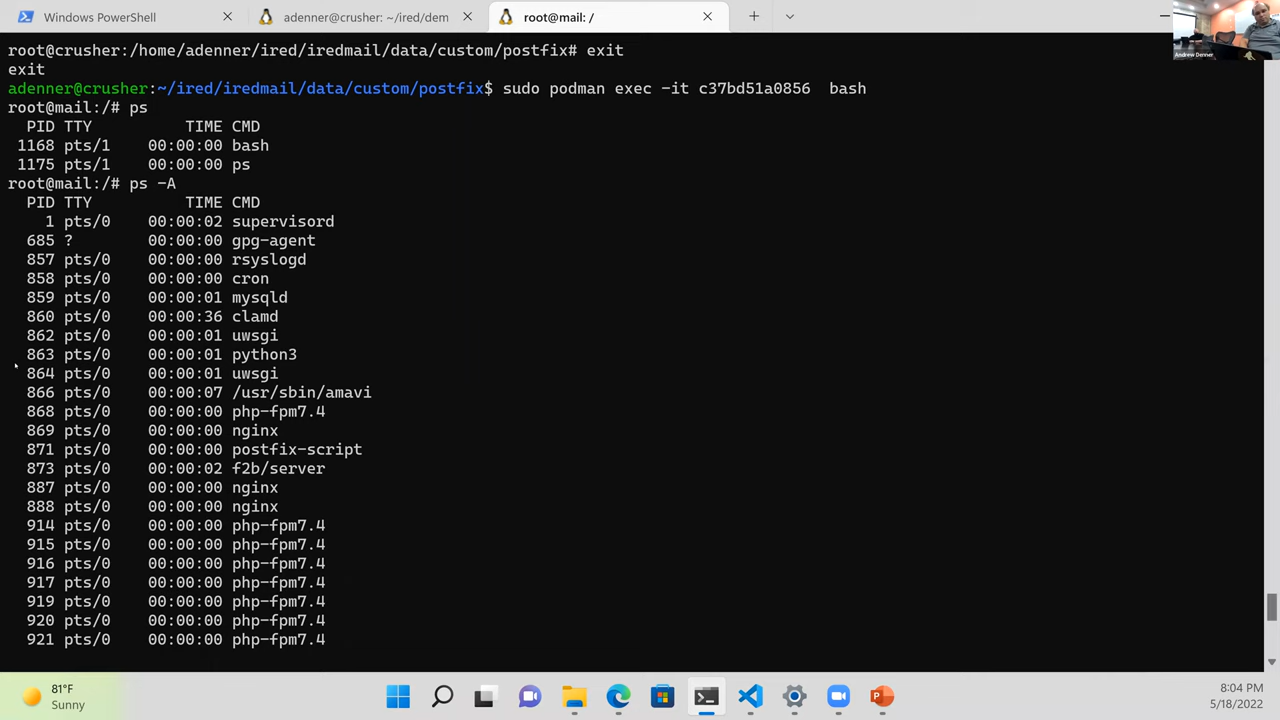 Windows PowerShell
adenner@crusher: ~/ired/dem
root@mail: /
Andrew Denner
root@crusher:/home/adenner/ired/iredmail/data/custom/postfix# exit
exit
adenner@crusher:~/ired/iredmail/data/custom/postfix$ sudo podman exec -it c37bd51a0856  bash
root@mail:/# ps
PID TTY          TIME CMD
1168 pts/1    00:00:00 bash
1175 pts/1    00:00:00 ps
root@mail:/# ps -A
PID TTY          TIME CMD
1 pts/0    00:00:02 supervisord
685 ?        00:00:00 gpg-agent
857 pts/0    00:00:00 rsyslogd
858 pts/0    00:00:00 cron
859 pts/0    00:00:01 mysqld
860 pts/0    00:00:36 clamd
862 pts/0    00:00:01 uwsgi
863 pts/0    00:00:01 python3
864 pts/0    00:00:01 uwsgi
866 pts/0    00:00:07 /usr/sbin/amavi
868 pts/0    00:00:00 php-fpm7.4
869 pts/0    00:00:00 nginx
871 pts/0    00:00:00 postfix-script
873 pts/0    00:00:02 f2b/server
887 pts/0    00:00:00 nginx
888 pts/0    00:00:00 nginx
914 pts/0    00:00:00 php-fpm7.4
915 pts/0    00:00:00 php-fpm7.4
916 pts/0    00:00:00 php-fpm7.4
917 pts/0    00:00:00 php-fpm7.4
919 pts/0    00:00:00 php-fpm7.4
920 pts/0    00:00:00 php-fpm7.4
921 pts/0    00:00:00 php-fpm7.4
81°F
Sunny
8:04 PM
5/18/2022